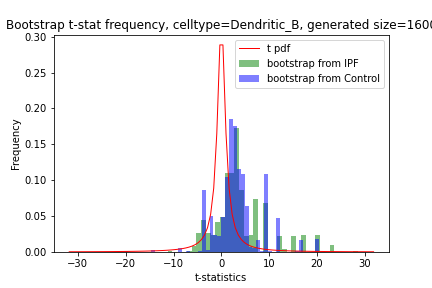 Bootstrap t-stat frequency, celltype=Dendritic_B, generated size=1600
t pdf
bootstrap from IPF
bootstrap from Control
Frequency
0.30
0.25
0.20
0.15
0.10
0.05
0.00
−30
−20
−10
0
10
20
30
t-statistics